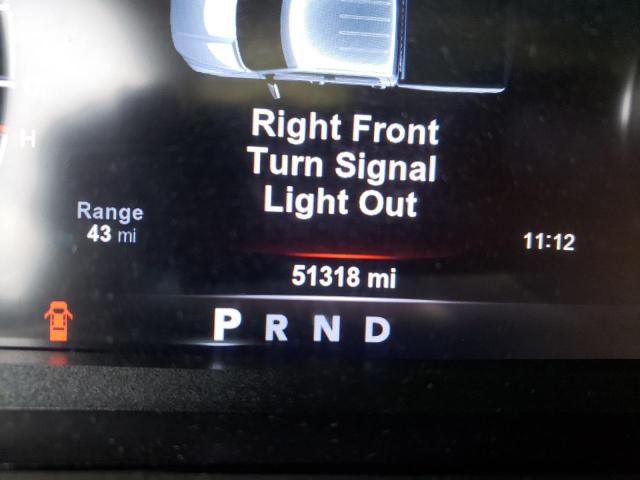 H
Right Front
Turn Signal
Light Out
Range
43 mi
11:12
51318 mi
P R N D